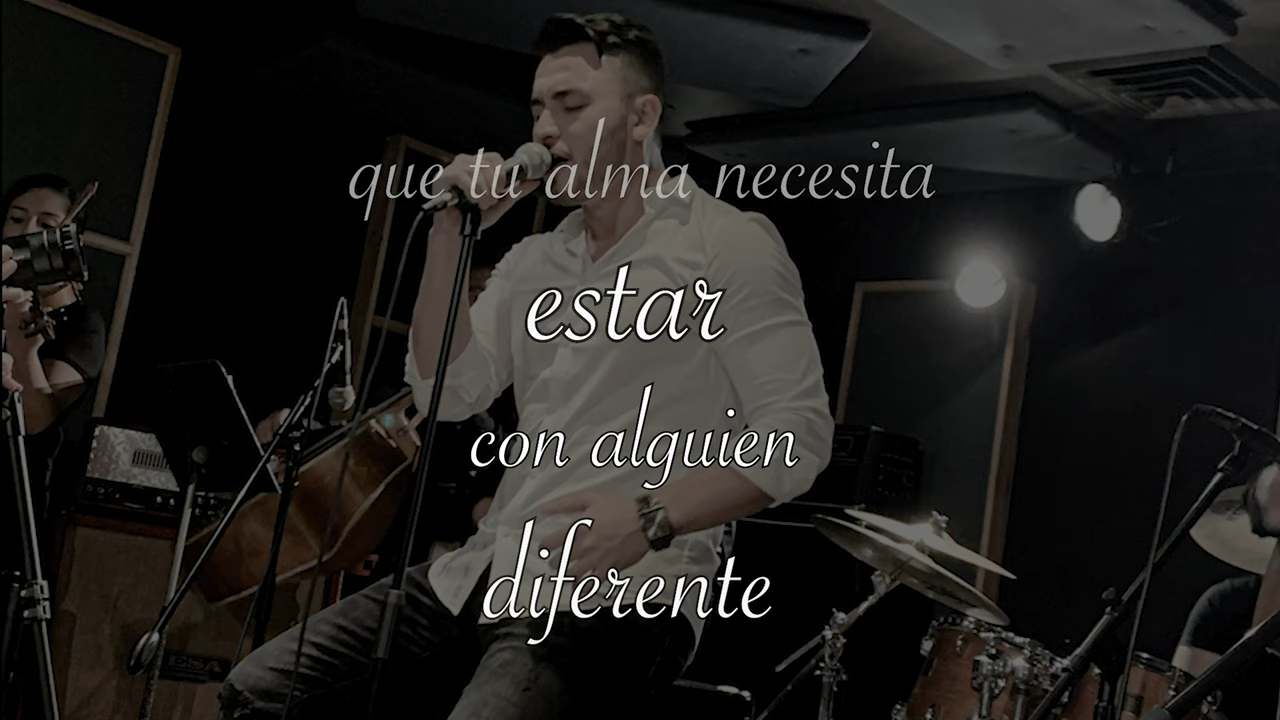 que tu alma necesita
estar
con alguien
diferente